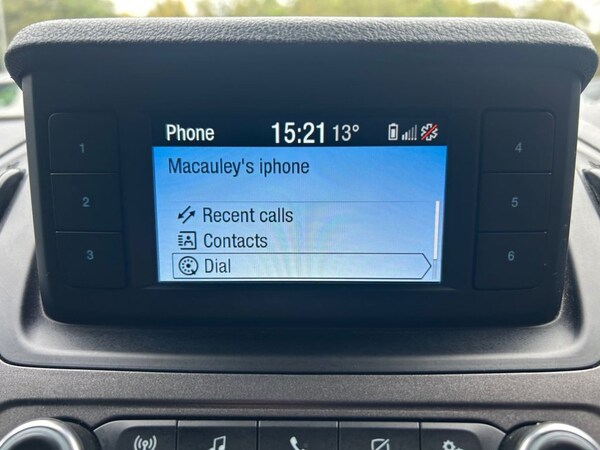 Phone 15:21 13°
Macauley's iphone
Recent calls
Contacts
Dial
1
2
3
4
5
6